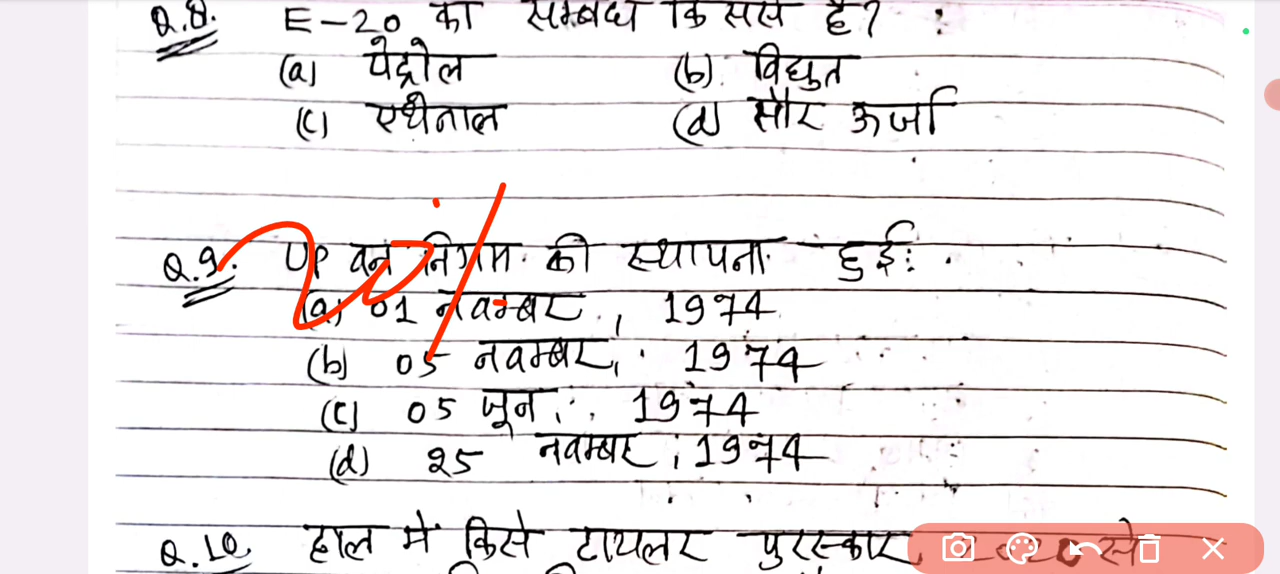 Q.8. E-20 का सम्बंध किससे है?
(a) पेट्रोल (b) विद्युत
(c) एथेनाल (d) सौर ऊर्जा
Q.9. UP वन निगम की स्थापना हुई:
(a) 01 नवम्बर, 1974
(b) 05 नवम्बर, 1974
(c) 05 जून, 1974
(d) 25 नवम्बर, 1974
Q.10. हाल में किसे टायलर पुरस्कार 2020 से